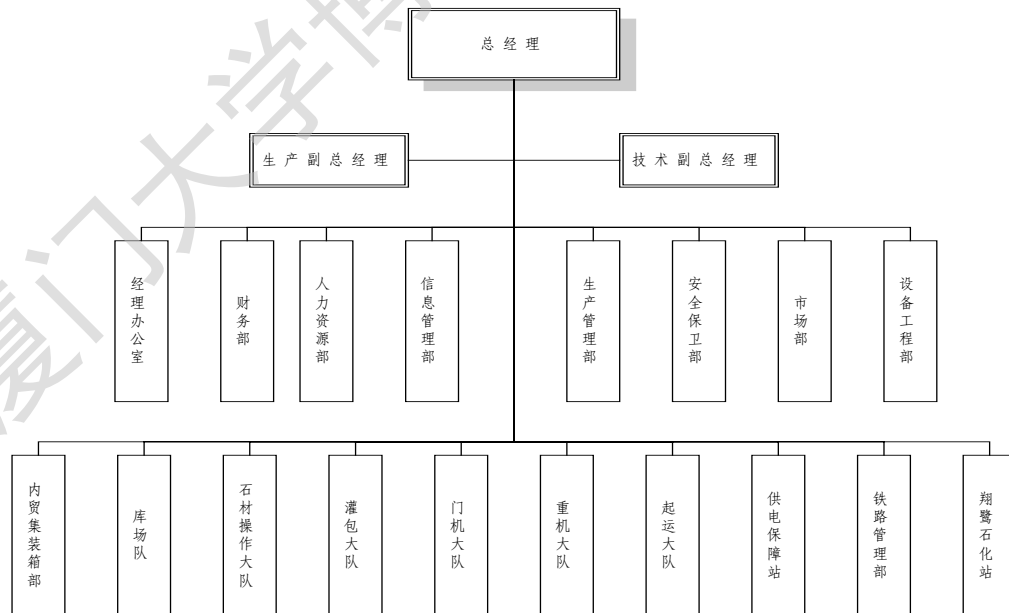 总经理
生产副总经理
技术副总经理
经理办公室
财务部
人力资源部
信息管理部
生产管理部
安全保卫部
市场部
设备工程部
内贸集装箱部
库场队
石材操作大队
灌包大队
门机大队
重机大队
起运大队
供电保障站
铁路管理部
翔鹭石化站
厦门大学博